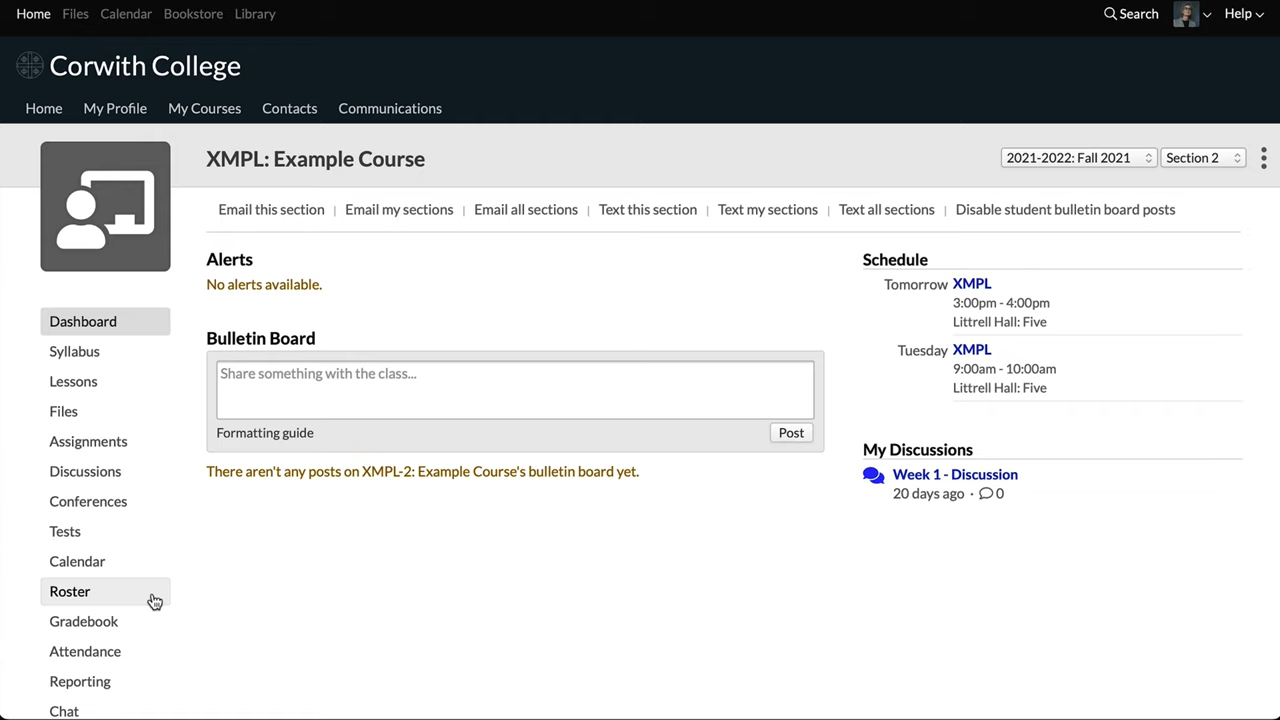 Home Files Calendar Bookstore Library Search Help
Corwith College
Home My Profile My Courses Contacts Communications
XMPL: Example Course 2021-2022: Fall 2021 Section 2
Email this section | Email my sections | Email all sections | Text this section | Text my sections | Text all sections | Disable student bulletin board posts
Dashboard
Syllabus
Lessons
Files
Assignments
Discussions
Conferences
Tests
Calendar
Roster
Gradebook
Attendance
Reporting
Chat
Alerts
No alerts available.
Bulletin Board
Share something with the class...
Formatting guide Post
There aren't any posts on XMPL-2: Example Course's bulletin board yet.
Schedule
Tomorrow XMPL
3:00pm - 4:00pm
Littrell Hall: Five
Tuesday XMPL
9:00am - 10:00am
Littrell Hall: Five
My Discussions
Week 1 - Discussion
20 days ago · 0